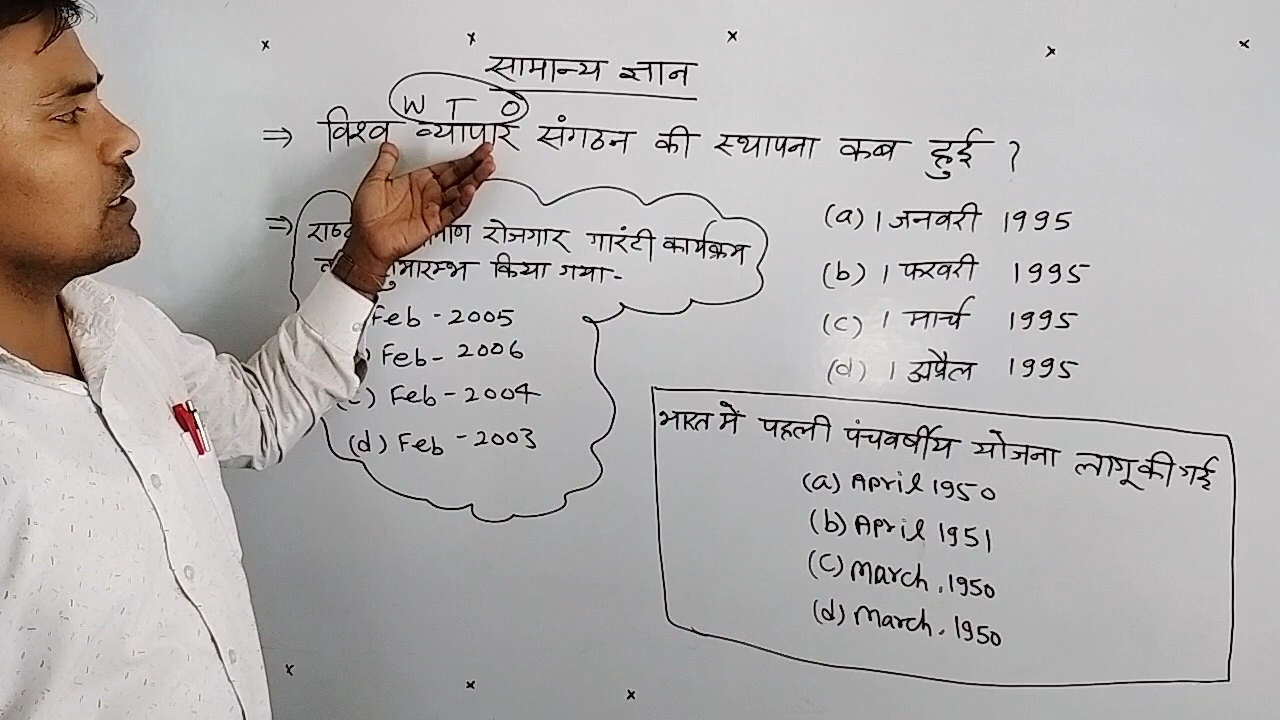 सामान्य ज्ञान
W T O
⇒ विश्व व्यापार संगठन की स्थापना कब हुई ?
(a) 1 जनवरी 1995
(b) 1 फरवरी 1995
(c) 1 मार्च 1995
(d) 1 अप्रैल 1995
⇒ रोजगार गारंटी कार्यक्रम
किया गया-
Feb - 2005
) Feb - 2006
) Feb - 2004
(d) Feb - 2003
भारत में पहली पंचवर्षीय योजना लागू की गई
(a) April 1950
(b) April 1951
(c) March, 1950
(d) March, 1950